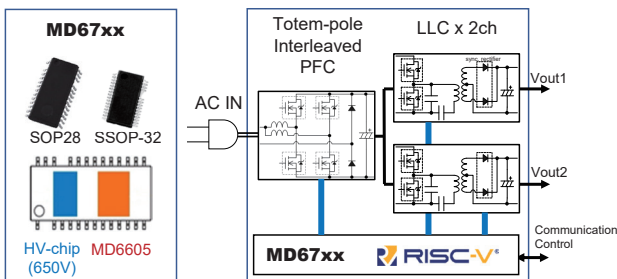 MD67xx
SOP28
SSOP-32
HV-chip
(650V)
MD6605
AC IN
Totem-pole
Interleaved
PFC
LLC x 2ch
sync. rectifier
Vout1
Vout2
MD67xx
RISC-V®
Communication
Control